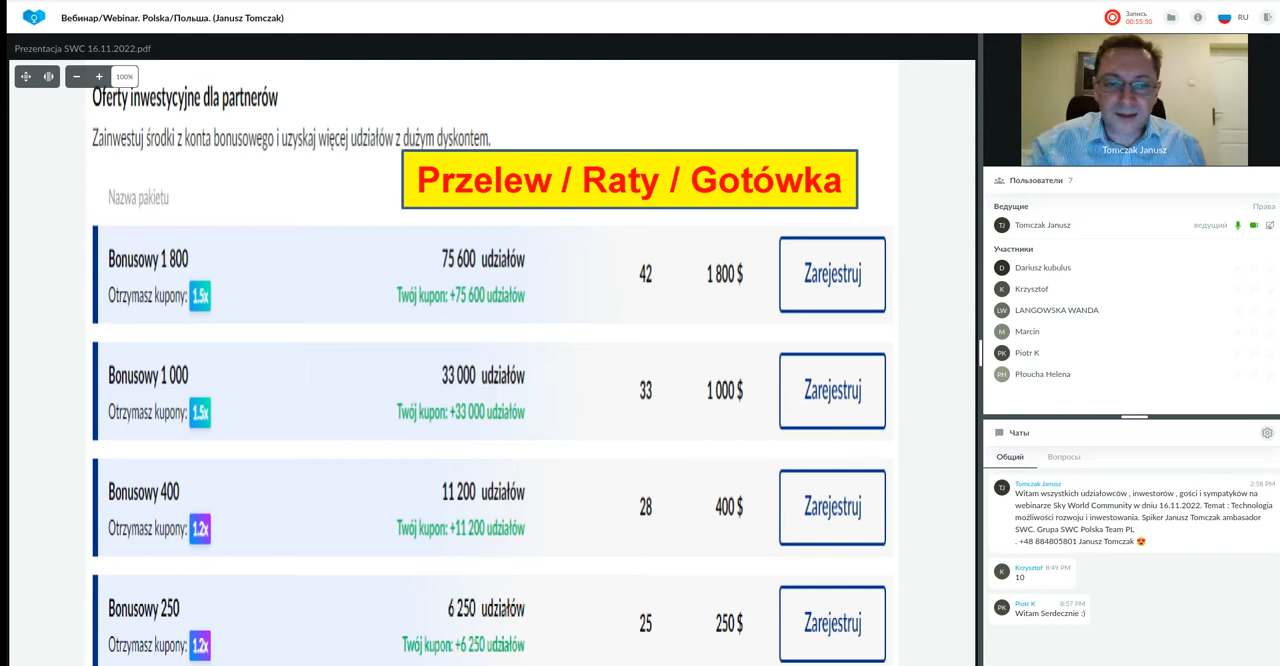 Вебинар/Webinar. Polska/Польша. (Janusz Tomczak)
Запись
00:55:50
RU
Prezentacja SWC 16.11.2022.pdf
100%
Oferty inwestycyjne dla partnerów
Zainwestuj środki z konta bonusowego i uzyskaj więcej udziałów z dużym dyskontem.
Przelew / Raty / Gotówka
Nazwa pakietu
Bonusowy 1 800
75 600 udziałów
42
1 800 $
Zarejestruj
Otrzymasz kupony: 1.5x
Twój kupon: +75 600 udziałów
Bonusowy 1 000
33 000 udziałów
33
1 000 $
Zarejestruj
Otrzymasz kupony: 1.5x
Twój kupon: +33 000 udziałów
Bonusowy 400
11 200 udziałów
28
400 $
Zarejestruj
Otrzymasz kupony: 1.2x
Twój kupon: +11 200 udziałów
Bonusowy 250
6 250 udziałów
25
250 $
Zarejestruj
Otrzymasz kupony: 1.2x
Twój kupon: +6 250 udziałów
Tomczak Janusz
Пользователи 7
Ведущие
Права
TJ Tomczak Janusz ведущий
Участники
D Dariusz kubulus
K Krzysztof
LW LANGOWSKA WANDA
M Marcin
PK Piotr K
PH Płoucha Helena
Чаты
Общий Вопросы
TJ Tomczak Janusz 2:58 PM
Witam wszystkich udziałowców , inwestorów , gości i sympatyków na
webinarze Sky World Community w dniu 16.11.2022. Temat : Technologia
możliwości rozwoju i inwestowania. Spiker Janusz Tomczak ambasador
SWC. Grupa SWC Polska Team PL
. +48 884805801 Janusz Tomczak 😍
K Krzysztof 8:49 PM
10
PK Piotr K 8:57 PM
Witam Serdecznie :)